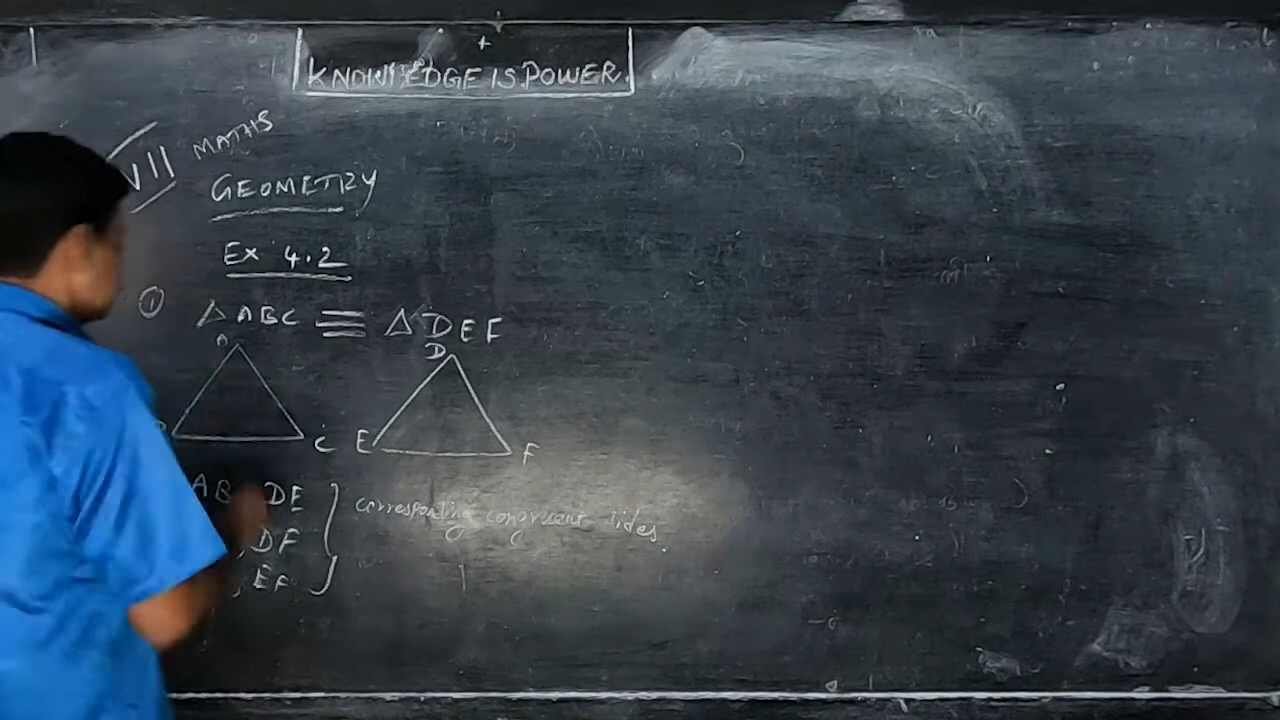 KNOWLEDGE IS POWER.
VII MATHS
GEOMETRY
Ex 4.2
① △ABC ≡ △DEF
A D
C E F
AB DE } corresponding congruent sides.
, DF
, EF